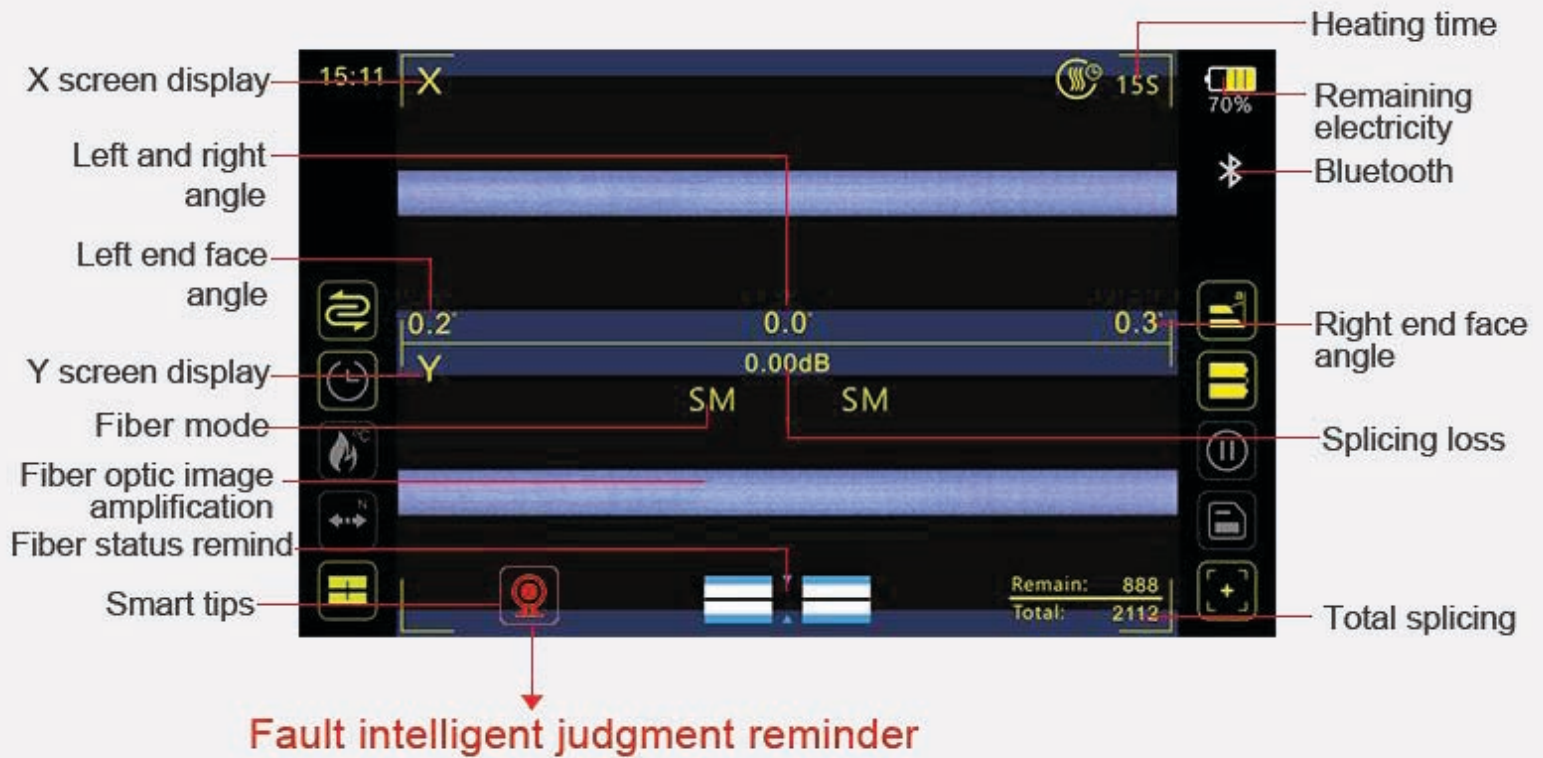 Heating time
X screen display
15:11
X
15S
70%
Remaining
electricity
Left and right
angle
Bluetooth
Left end face
angle
0.2°
0.0°
0.3°
Right end face
angle
Y screen display
Y
0.00dB
SM
SM
Fiber mode
Splicing loss
°C
a
N
Fiber optic image
amplification
Fiber status remind
Smart tips
Remain: 888
Total: 2112
Total splicing
Fault intelligent judgment reminder